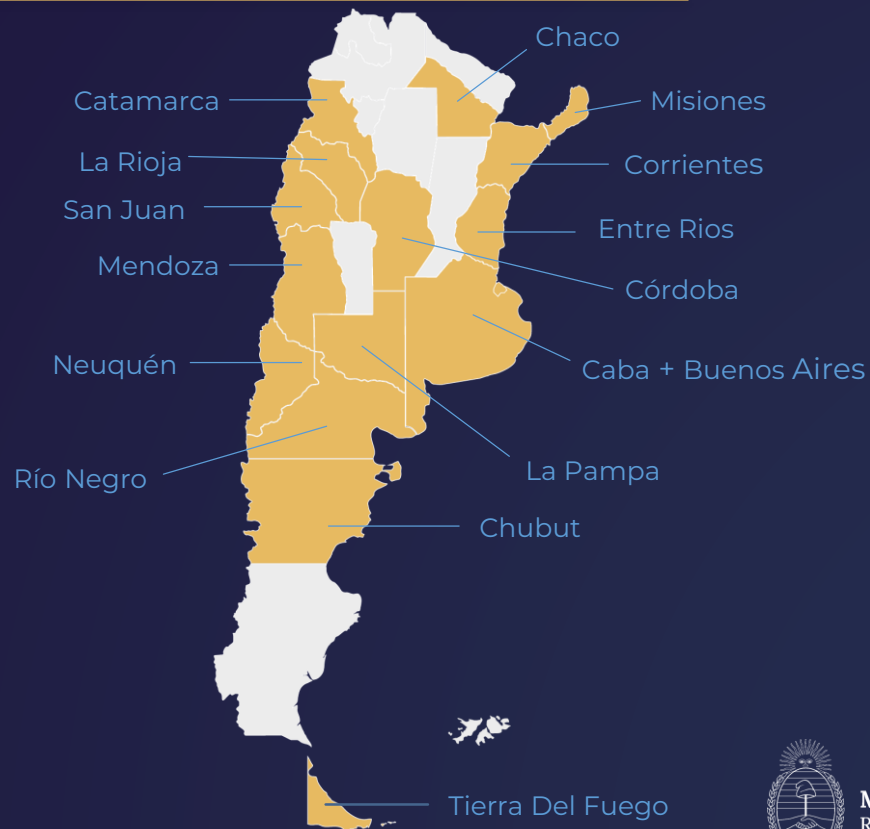 Chaco
Catamarca
Misiones
La Rioja
Corrientes
San Juan
Entre Rios
Mendoza
Córdoba
Neuquén
Caba + Buenos Aires
La Pampa
Río Negro
Chubut
Tierra Del Fuego